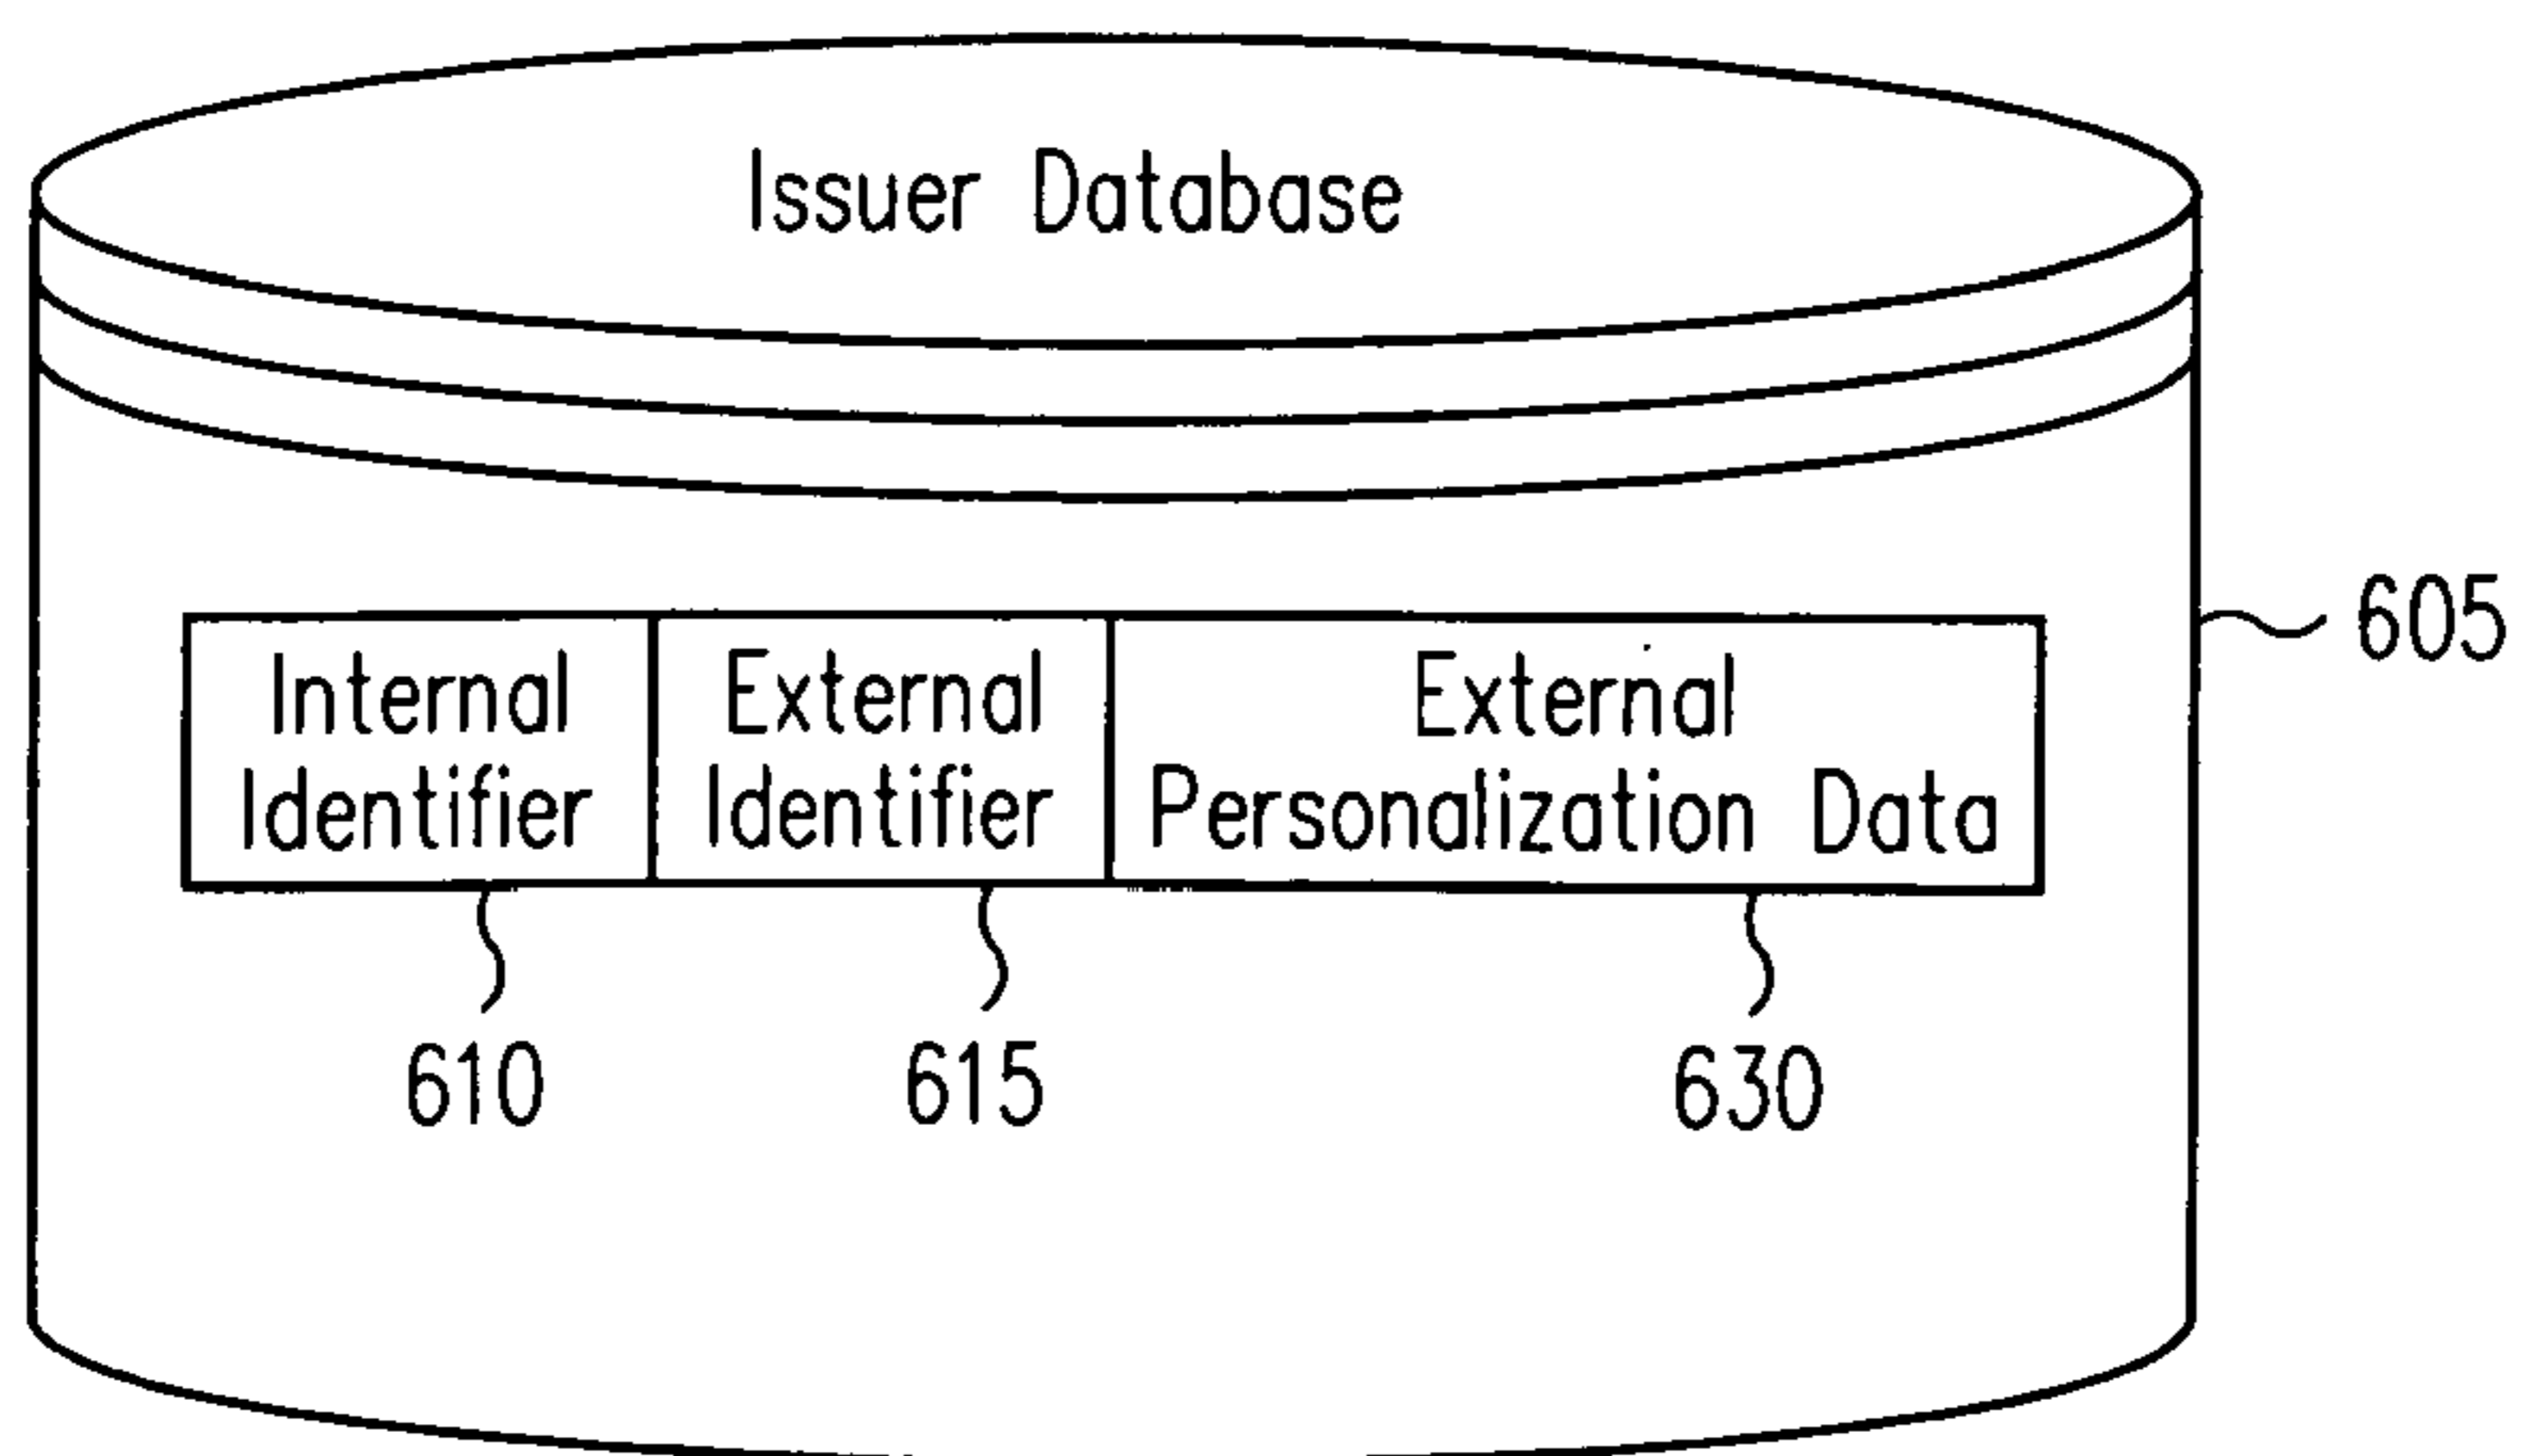 Issuer Database
605
Internal
Identifier
External
Identifier
External
Personalization Data
610
615
630